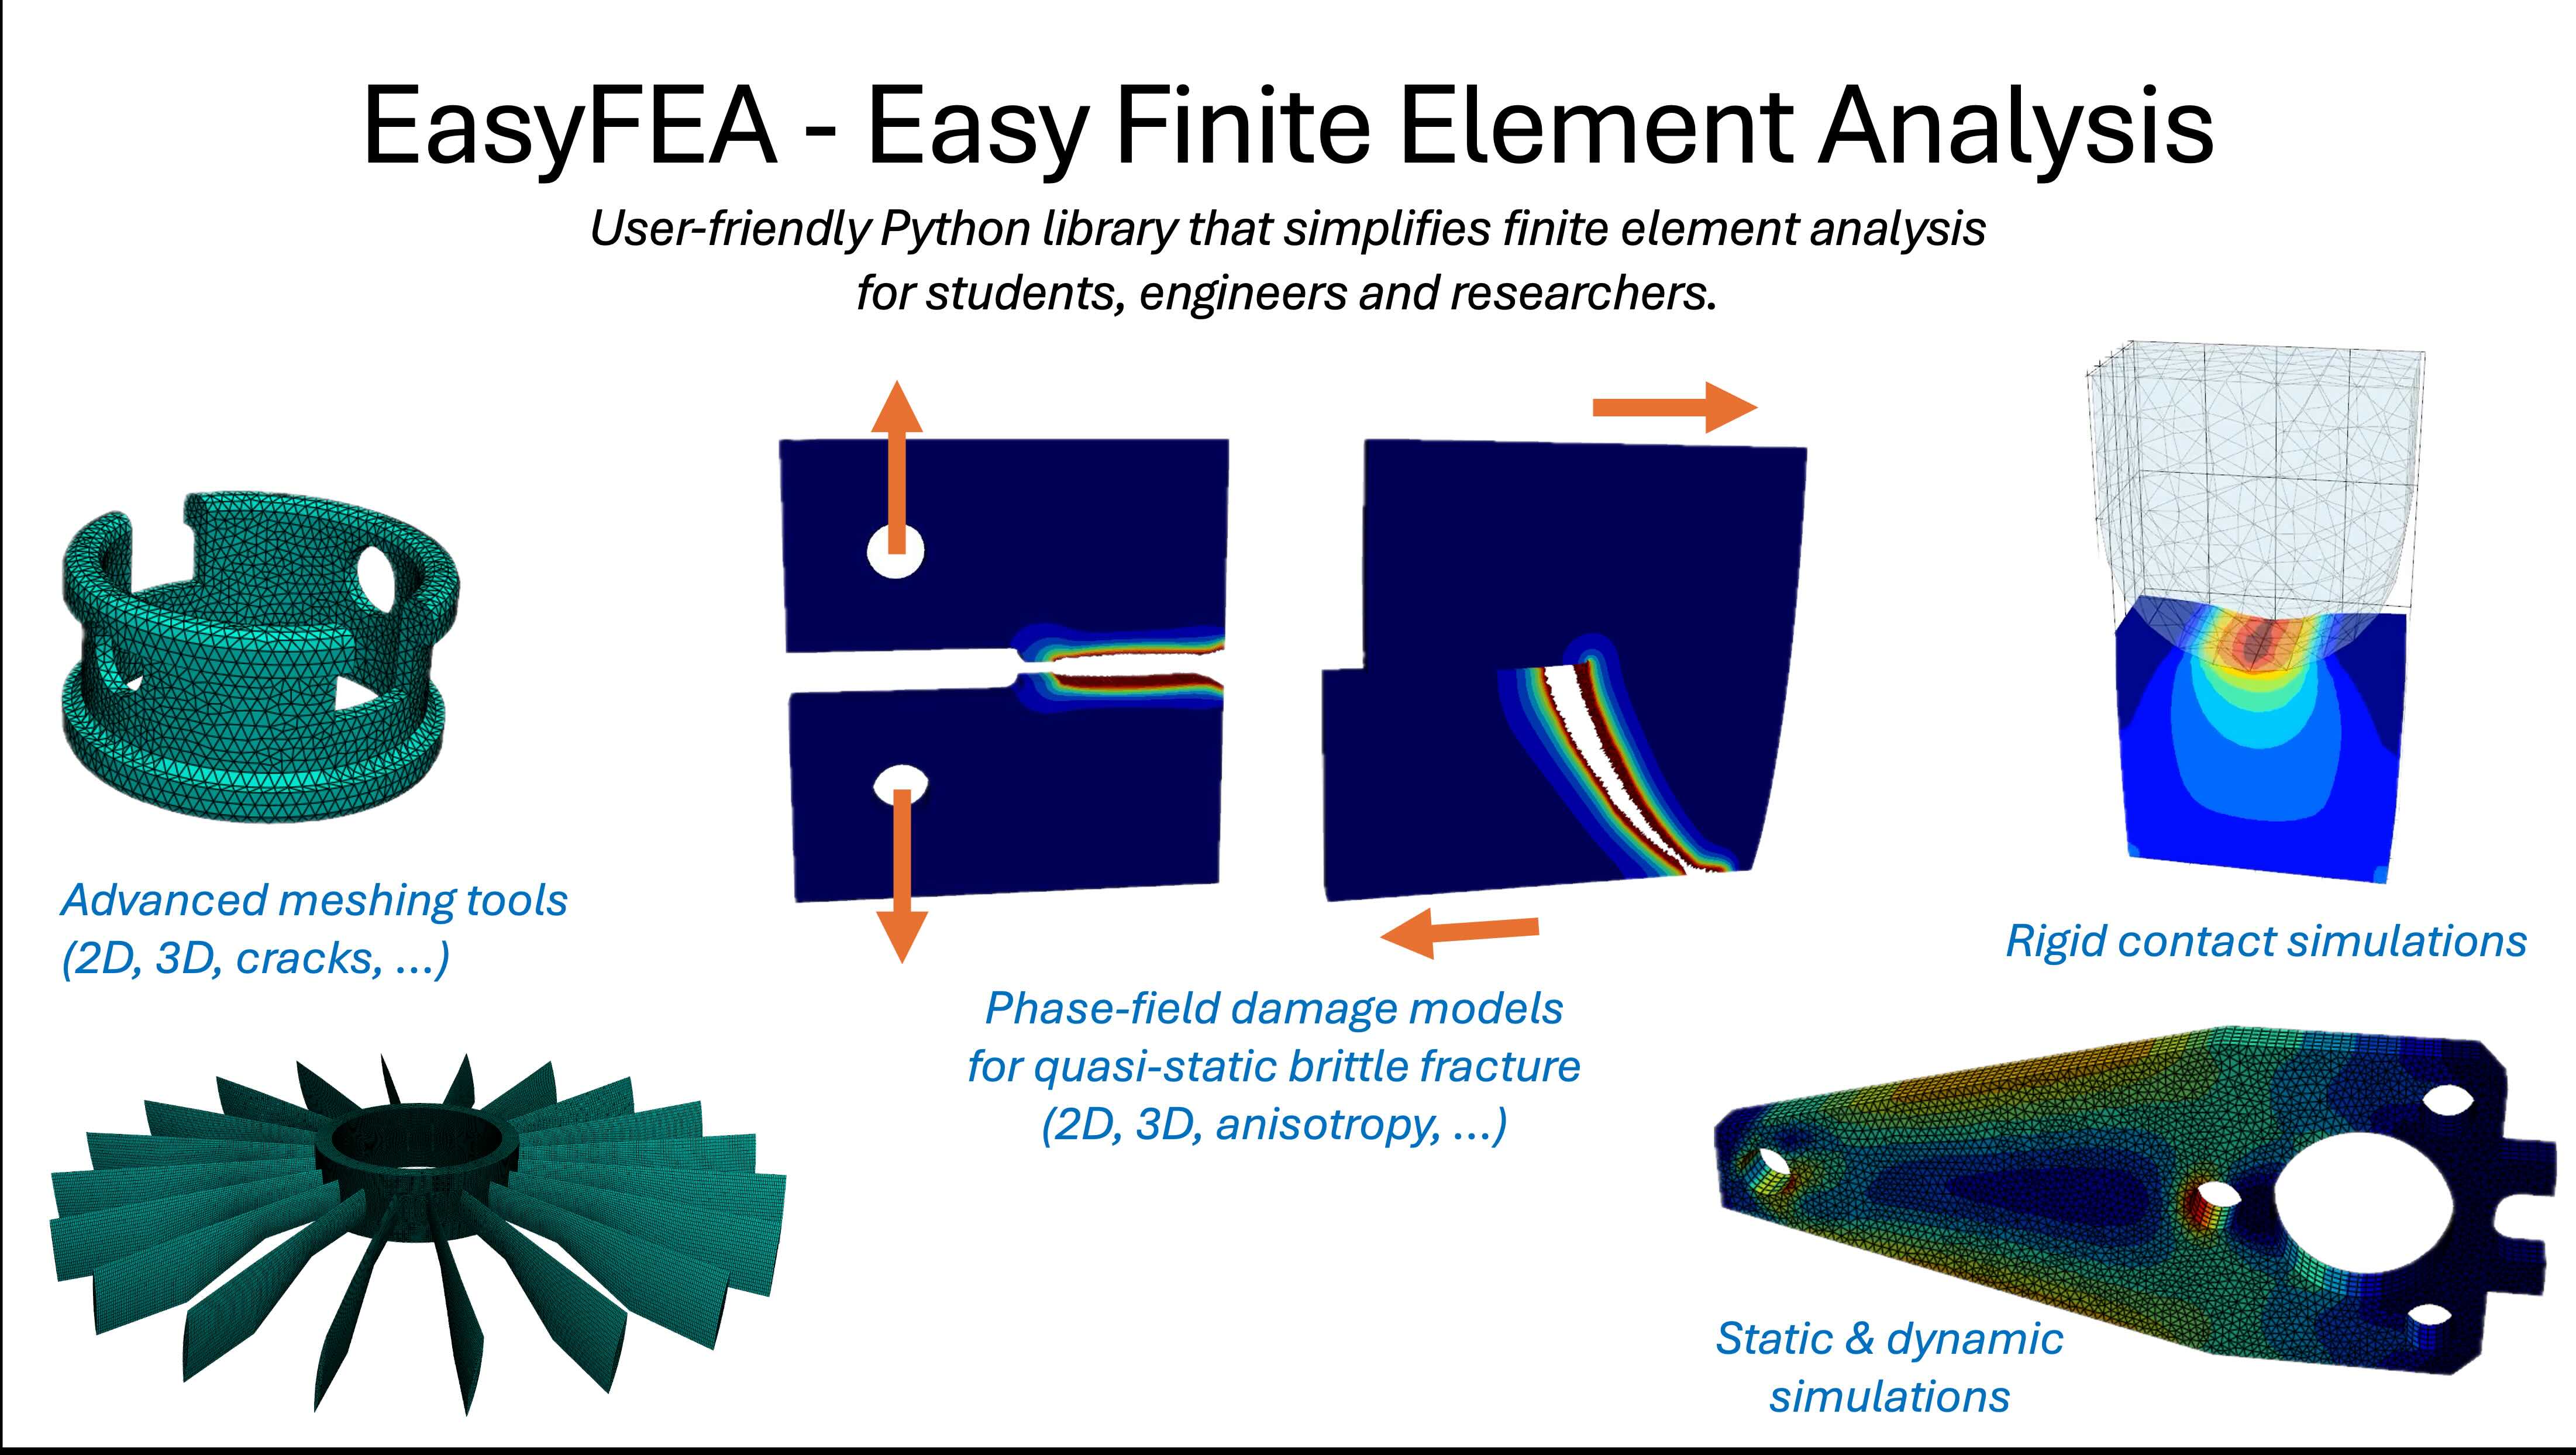 EasyFEA - Easy Finite Element Analysis
User-friendly Python library that simplifies finite element analysis
for students, engineers and researchers.
Advanced meshing tools
(2D, 3D, cracks, ...)
Phase-field damage models
for quasi-static brittle fracture
(2D, 3D, anisotropy, ...)
Rigid contact simulations
Static & dynamic
simulations